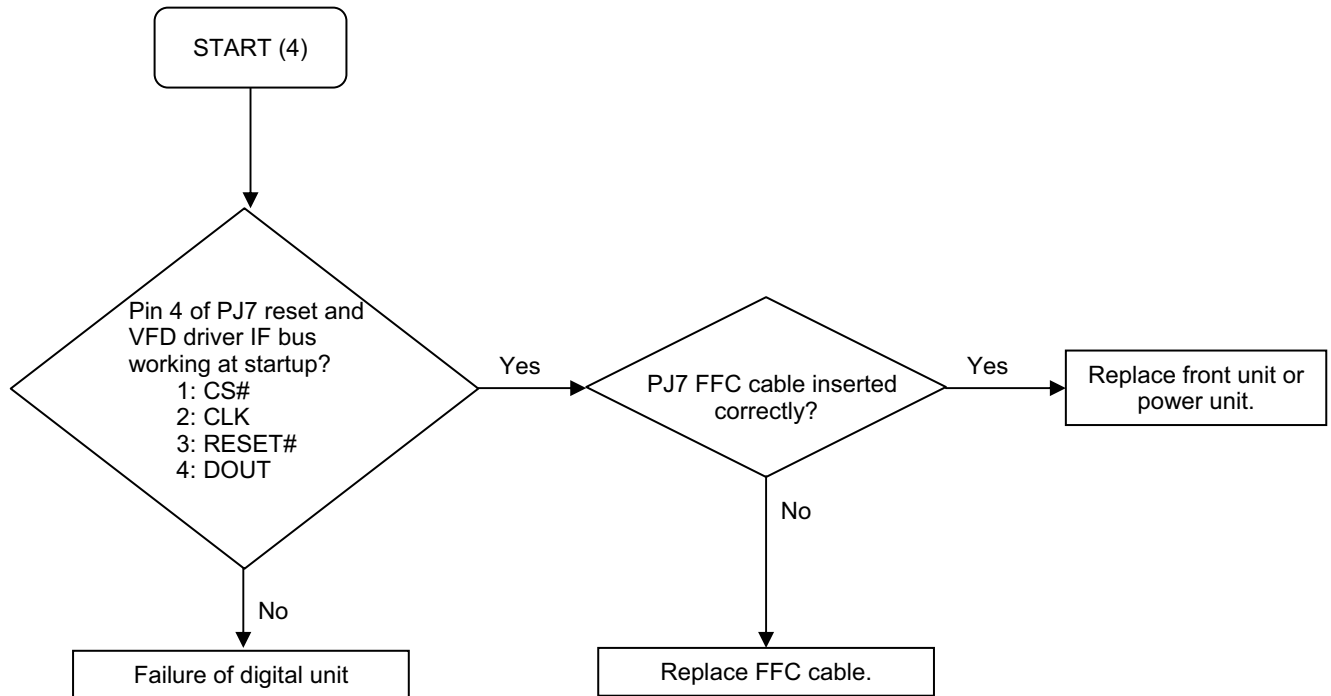 START (4)
Pin 4 of PJ7 reset and
VFD driver IF bus
working at startup?
1: CS#
2: CLK
3: RESET#
4: DOUT
Yes
PJ7 FFC cable inserted
correctly?
Yes
Replace front unit or
power unit.
No
No
Failure of digital unit
Replace FFC cable.